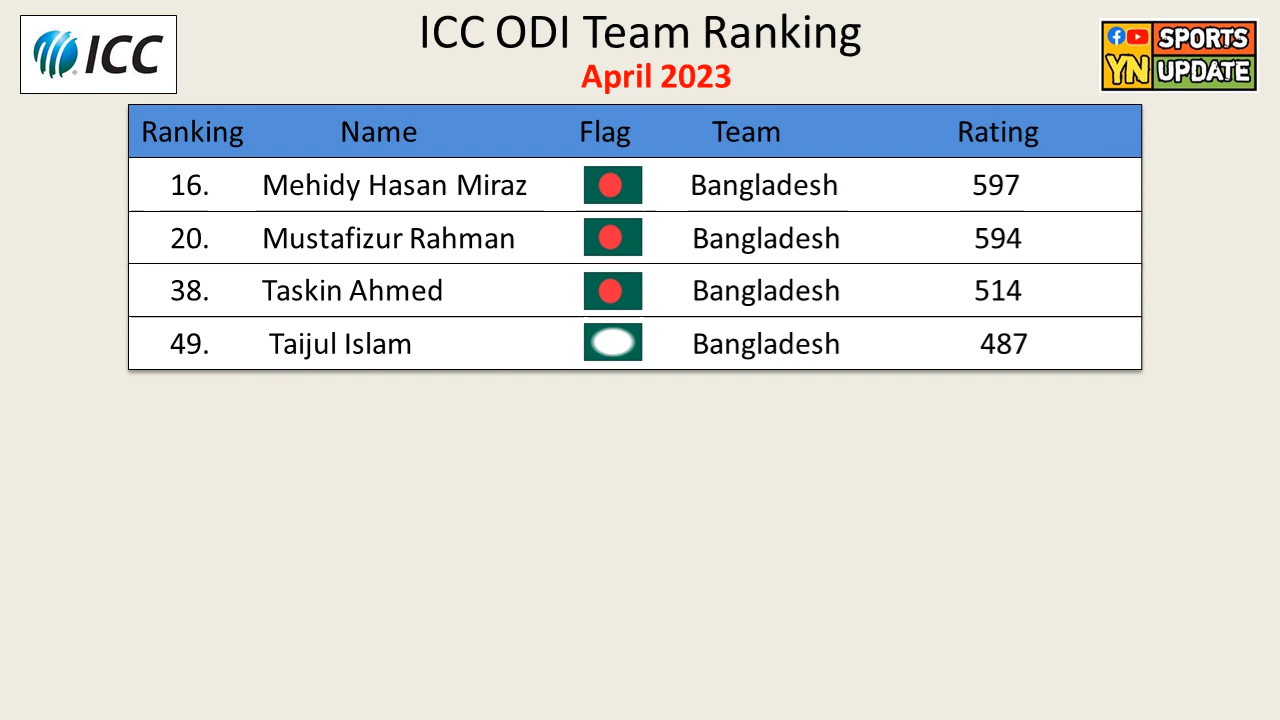 ICC
ICC ODI Team Ranking
April 2023
SPORTS
YN UPDATE
Ranking Name Flag Team Rating
16. Mehidy Hasan Miraz Bangladesh 597
20. Mustafizur Rahman Bangladesh 594
38. Taskin Ahmed Bangladesh 514
49. Taijul Islam Bangladesh 487